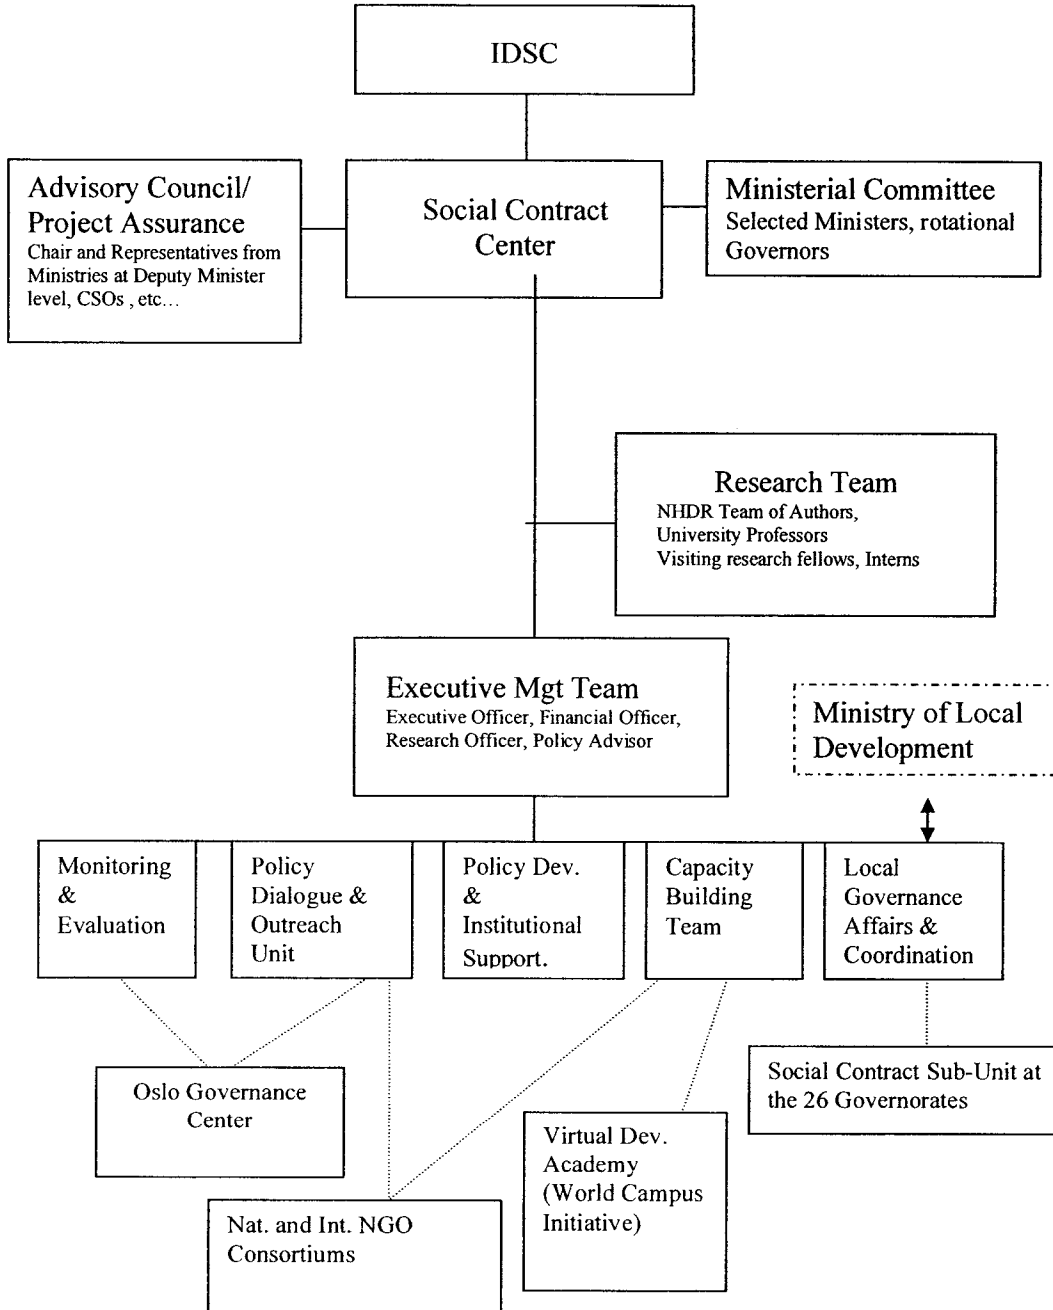 IDSC
Advisory Council/
Project Assurance
Chair and Representatives from
Ministries at Deputy Minister
level, CSOs , etc...
Social Contract
Center
Ministerial Committee
Selected Ministers, rotational
Governors
Research Team
NHDR Team of Authors,
University Professors
Visiting research fellows, Interns
Executive Mgt Team
Executive Officer, Financial Officer,
Research Officer, Policy Advisor
Ministry of Local
Development
Monitoring
&
Evaluation
Policy
Dialogue &
Outreach
Unit
Policy Dev.
&
Institutional
Support.
Capacity
Building
Team
Local
Governance
Affairs &
Coordination
Oslo Governance
Center
Social Contract Sub-Unit at
the 26 Governorates
Virtual Dev.
Academy
(World Campus
Initiative)
Nat. and Int. NGO
Consortiums